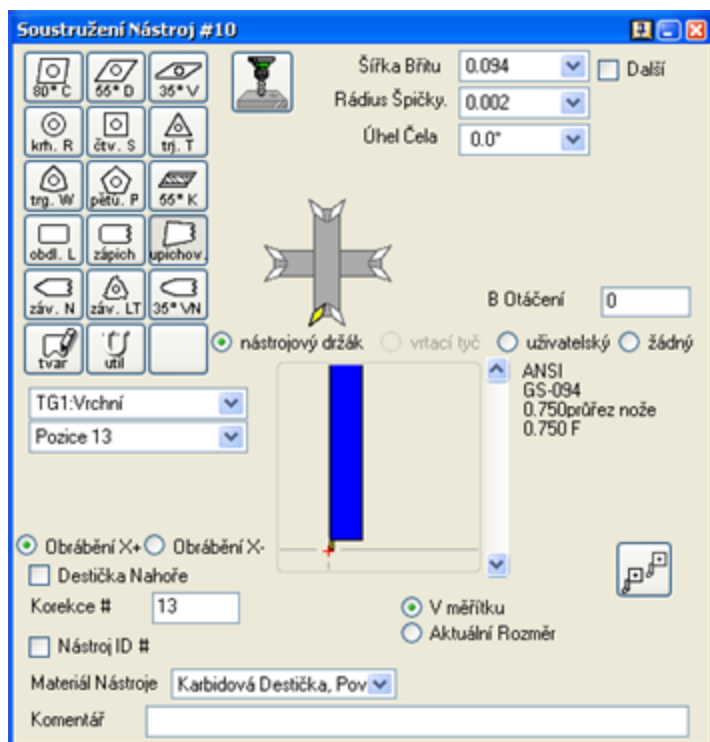 Soustružení Nástroj #10
Šířka Břitu 0.094 Další
Rádius Špičky. 0.002
Úhel Čela 0.0°
80° C 55° D 35° V
krh. R čtv. S trj. T
trg. W pětú. P 55° K
obdl. L zápich upichov.
záv. N záv. LT 35° VN
tvar util
B Otáčení 0
nástrojový držák vrtací tyč uživatelský žádný
TG1:Vrchní
Pozice 13
ANSI
GS-094
0.750průřez nože
0.750 F
Obrábění X+ Obrábění X-
Destička Nahoře
Korekce # 13
Nástroj ID #
V měřítku
Aktuální Rozměr
Materiál Nástroje Karbidová Destička, Pov
Komentář